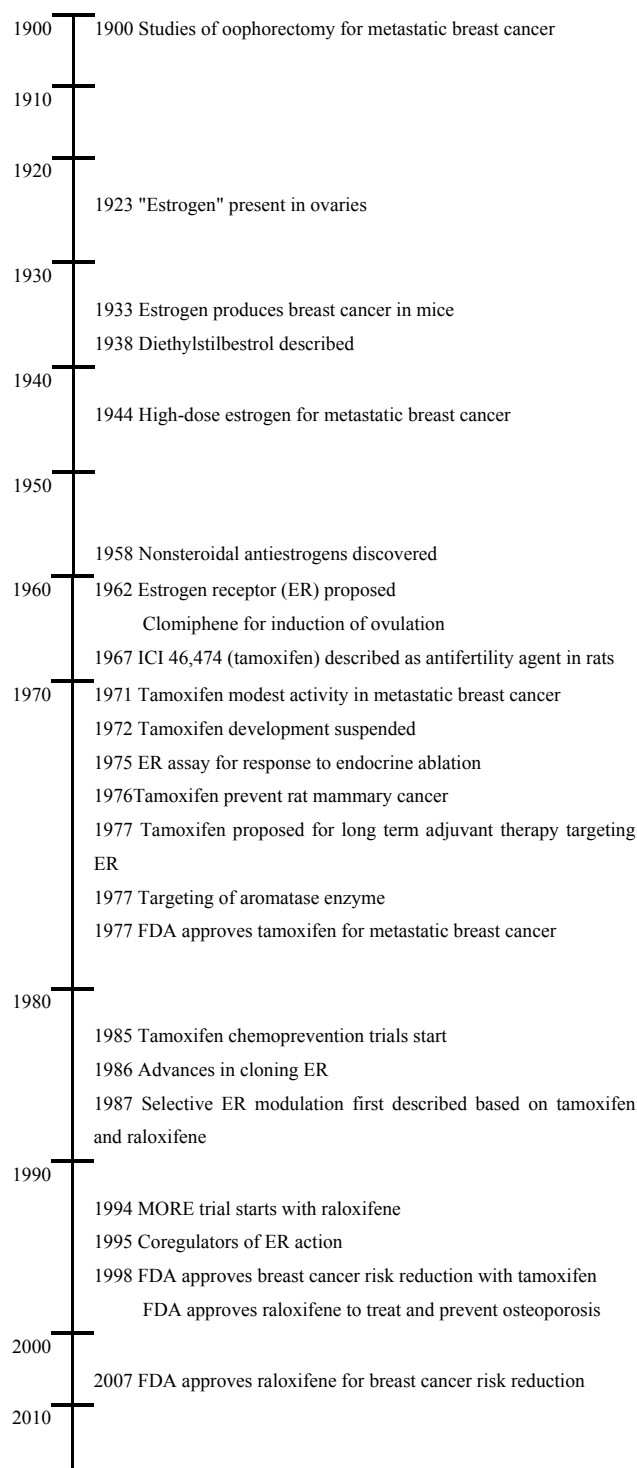 1900
1900 Studies of oophorectomy for metastatic breast cancer
1910
1920
1923 "Estrogen" present in ovaries
1930
1933 Estrogen produces breast cancer in mice
1938 Diethylstilbestrol described
1940
1944 High-dose estrogen for metastatic breast cancer
1950
1958 Nonsteroidal antiestrogens discovered
1960
1962 Estrogen receptor (ER) proposed
Clomiphene for induction of ovulation
1967 ICI 46,474 (tamoxifen) described as antifertility agent in rats
1970
1971 Tamoxifen modest activity in metastatic breast cancer
1972 Tamoxifen development suspended
1975 ER assay for response to endocrine ablation
1976Tamoxifen prevent rat mammary cancer
1977 Tamoxifen proposed for long term adjuvant therapy targeting
ER
1977 Targeting of aromatase enzyme
1977 FDA approves tamoxifen for metastatic breast cancer
1980
1985 Tamoxifen chemoprevention trials start
1986 Advances in cloning ER
1987 Selective ER modulation first described based on tamoxifen
and raloxifene
1990
1994 MORE trial starts with raloxifene
1995 Coregulators of ER action
1998 FDA approves breast cancer risk reduction with tamoxifen
FDA approves raloxifene to treat and prevent osteoporosis
2000
2007 FDA approves raloxifene for breast cancer risk reduction
2010